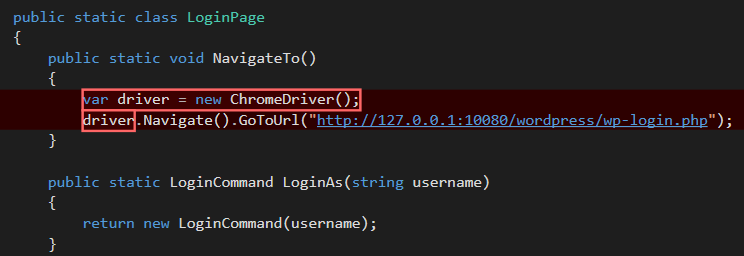 public static class LoginPage
{
    public static void NavigateTo()
    {
        var driver = new ChromeDriver();
        driver.Navigate().GoToUrl("http://127.0.0.1:10080/wordpress/wp-login.php");
    }

    public static LoginCommand LoginAs(string username)
    {
        return new LoginCommand(username);
    }